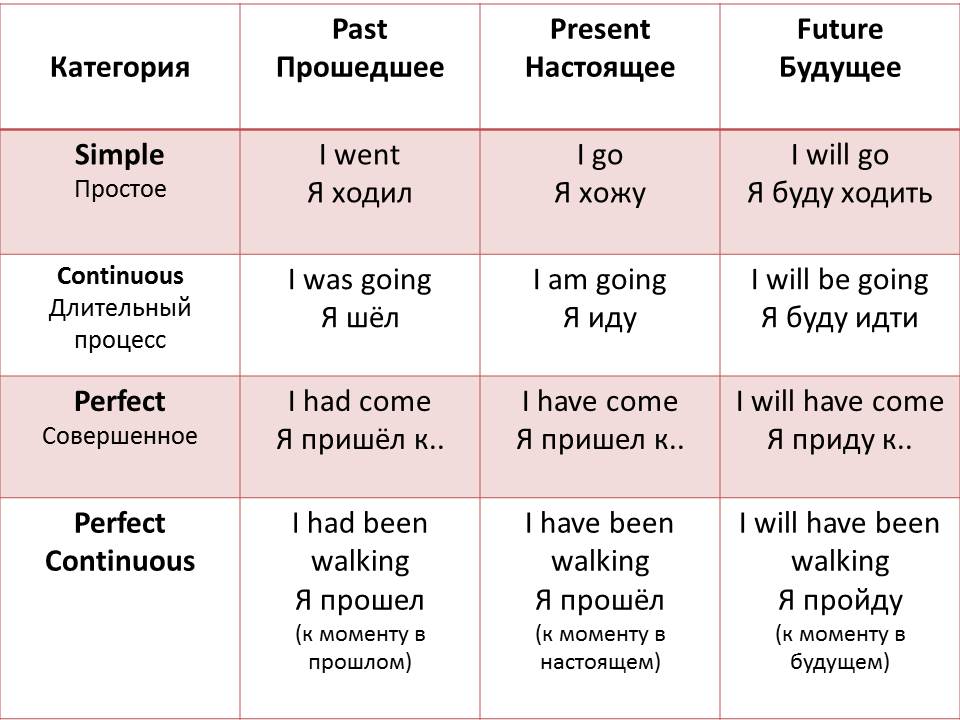 Категория
Past
Прошедшее
Present
Настоящее
Future
Будущее
Simple
Простое
I went
Я ходил
I go
Я хожу
I will go
Я буду ходить
Continuous
Длительный
процесс
I was going
Я шёл
I am going
Я иду
I will be going
Я буду идти
Perfect
Совершенное
I had come
Я пришёл к..
I have come
Я пришел к..
I will have come
Я приду к..
Perfect
Continuous
I had been
walking
Я прошел
(к моменту в
прошлом)
I have been
walking
Я прошёл
(к моменту в
настоящем)
I will have been
walking
Я пройду
(к моменту в
будущем)